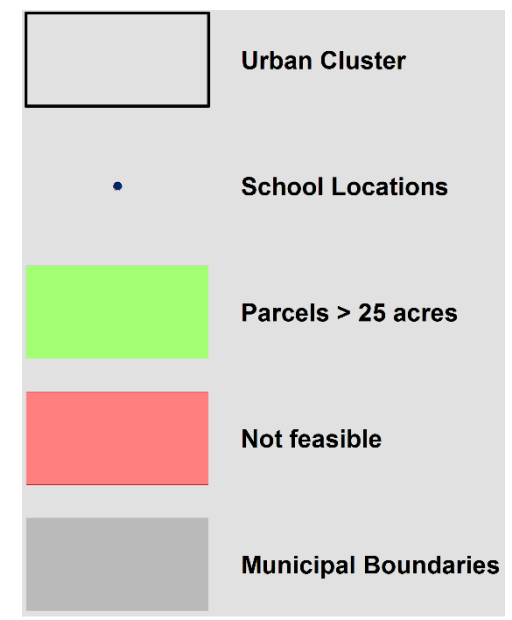 Urban Cluster
School Locations
Parcels > 25 acres
Not feasible
Municipal Boundaries